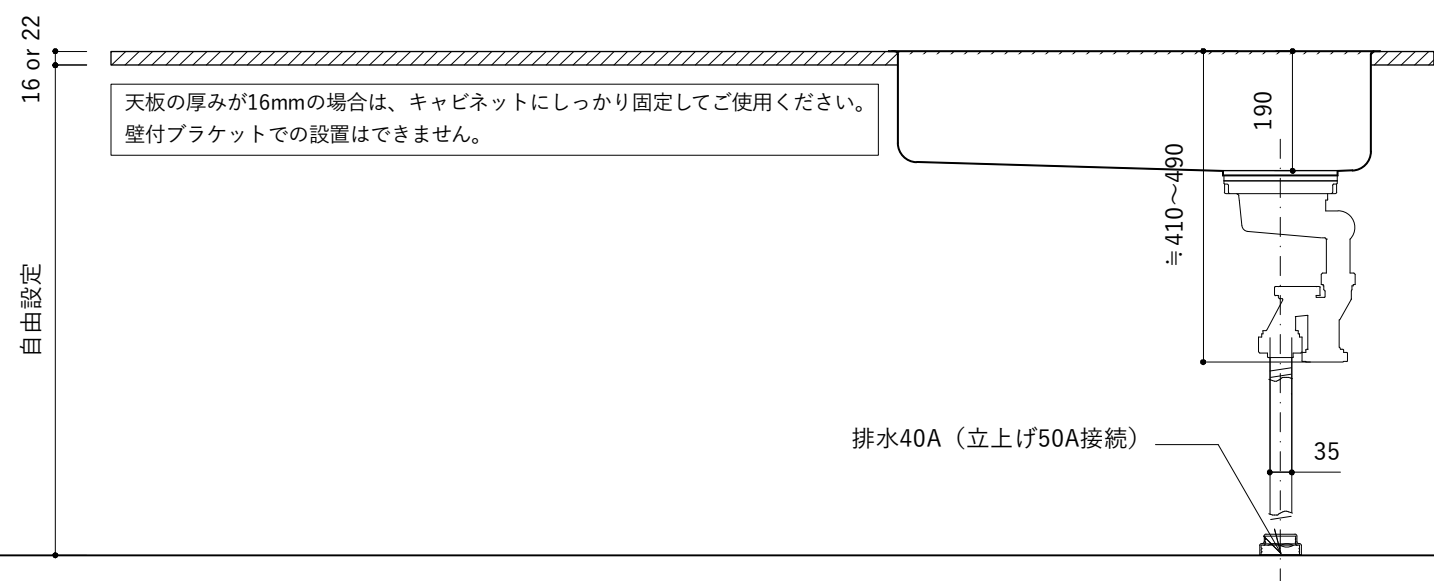 16 or 22
天板の厚みが16mmの場合は、キャビネットにしっかり固定してご使用ください。
壁付ブラケットでの設置はできません。
190
≒410～490
自由設定
排水40A（立上げ50A接続）
35